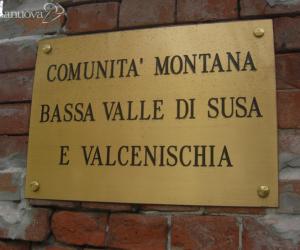 COMUNITA' MONTANA
BASSA VALLE DI SUSA
E VALCENISCHIA